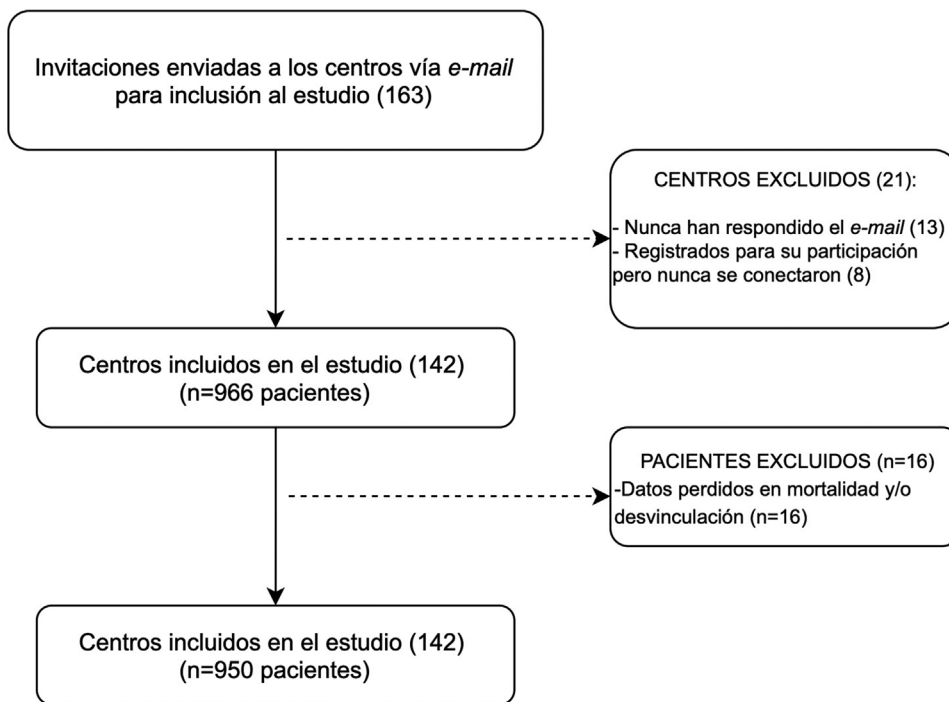 Invitaciones enviadas a los centros vía e-mail
para inclusión al estudio (163)
CENTROS EXCLUIDOS (21):
- Nunca han respondido el e-mail (13)
- Registrados para su participación
pero nunca se conectaron (8)
Centros incluidos en el estudio (142)
(n=966 pacientes)
PACIENTES EXCLUIDOS (n=16)
-Datos perdidos en mortalidad y/o
desvinculación (n=16)
Centros incluidos en el estudio (142)
(n=950 pacientes)